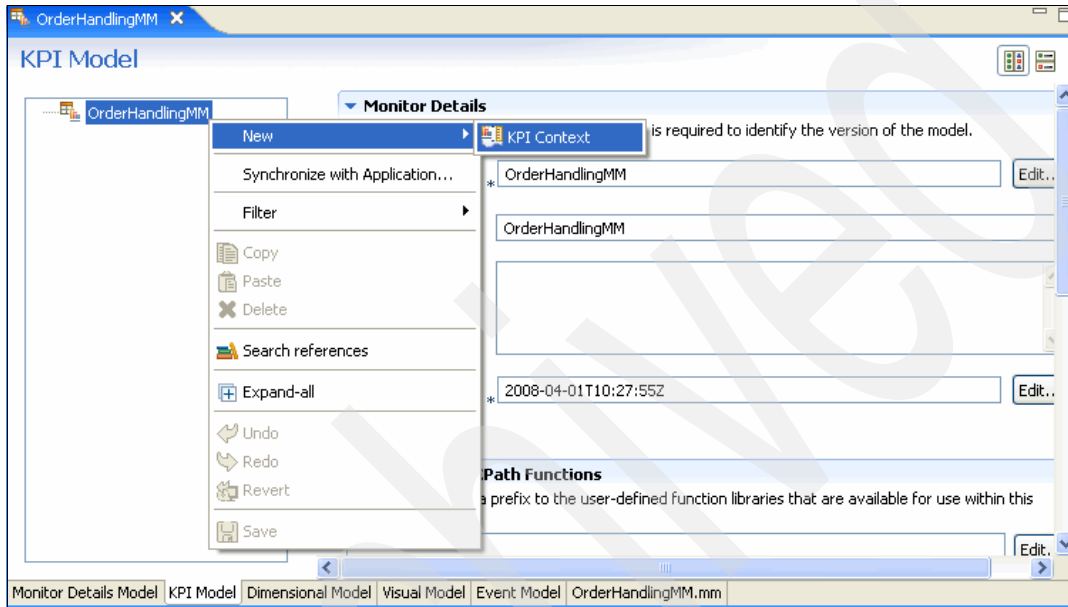 OrderHandlingMM
KPI Model
OrderHandlingMM
Monitor Details
New
KPI Context
is required to identify the version of the model.
Synchronize with Application...
* OrderHandlingMM
Edit..
Filter
OrderHandlingMM
Copy
Paste
Delete
Search references
Expand-all
* 2008-04-01T10:27:55Z
Edit..
Undo
Redo
Revert
Path Functions
a prefix to the user-defined function libraries that are available for use within this
Save
Edit.
Monitor Details Model KPI Model Dimensional Model Visual Model Event Model OrderHandlingMM.mm